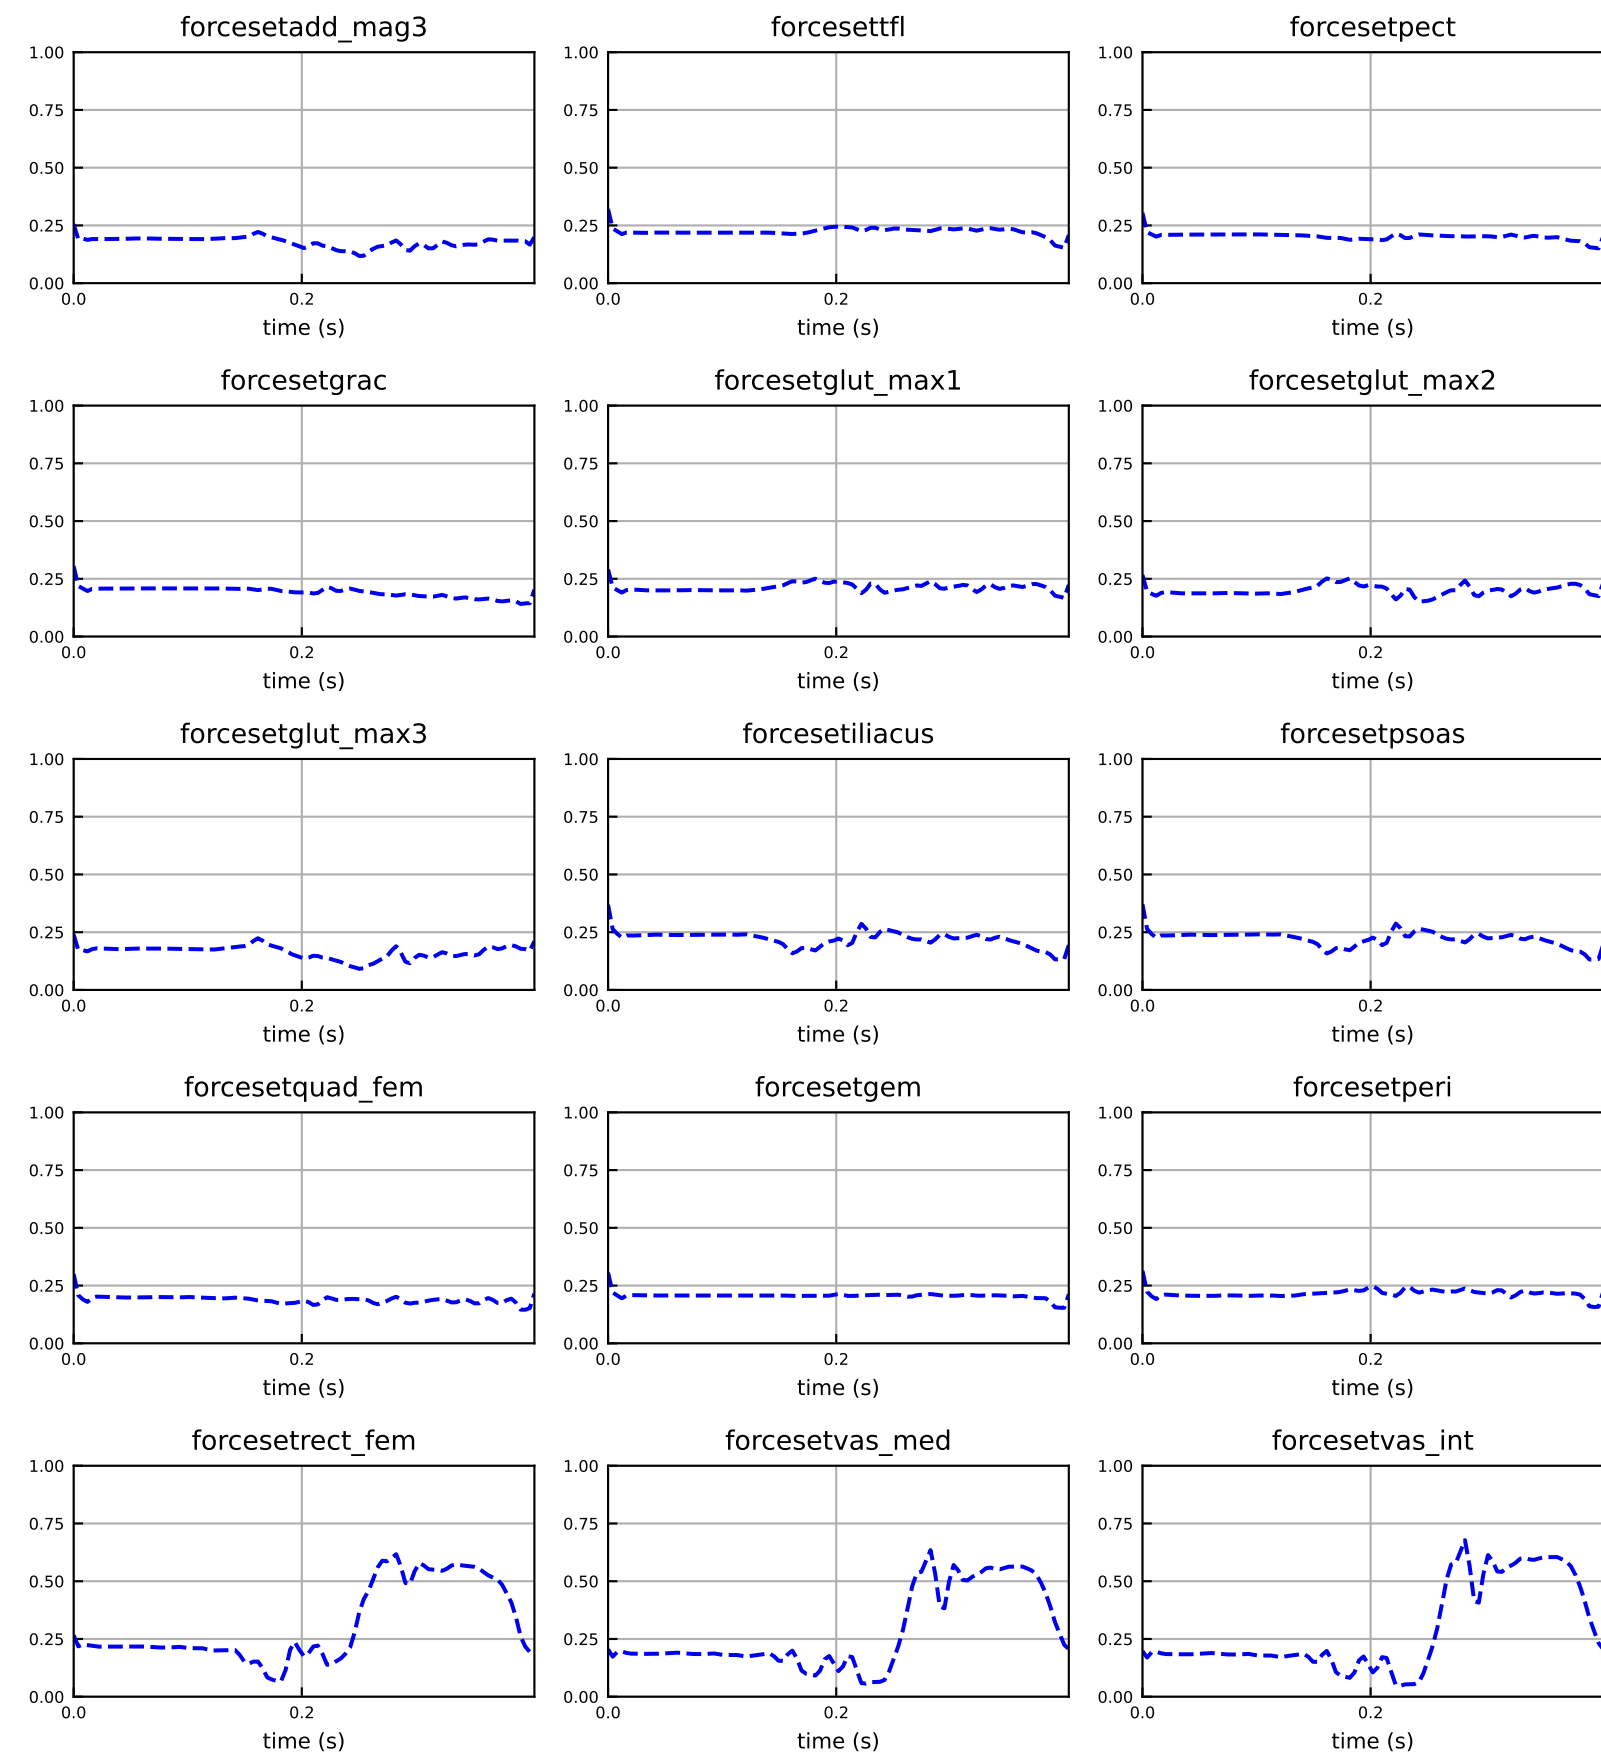 forcesetadd_mag3 forcesettfl forcesetpect
1.00 1.00 1.00
0.75 0.75 0.75
0.50 0.50 0.50
0.25 0.25 0.25
0.00 0.00 0.00
0.0 0.2 0.0 0.2 0.0 0.2
time (s) time (s) time (s)
forcesetgrac forcesetglut_max1 forcesetglut_max2
1.00 1.00 1.00
0.75 0.75 0.75
0.50 0.50 0.50
0.25 0.25 0.25
0.00 0.00 0.00
0.0 0.2 0.0 0.2 0.0 0.2
time (s) time (s) time (s)
forcesetglut_max3 forcesetiliacus forcesetpsoas
1.00 1.00 1.00
0.75 0.75 0.75
0.50 0.50 0.50
0.25 0.25 0.25
0.00 0.00 0.00
0.0 0.2 0.0 0.2 0.0 0.2
time (s) time (s) time (s)
forcesetquad_fem forcesetgem forcesetperi
1.00 1.00 1.00
0.75 0.75 0.75
0.50 0.50 0.50
0.25 0.25 0.25
0.00 0.00 0.00
0.0 0.2 0.0 0.2 0.0 0.2
time (s) time (s) time (s)
forcesetrect_fem forcesetvas_med forcesetvas_int
1.00 1.00 1.00
0.75 0.75 0.75
0.50 0.50 0.50
0.25 0.25 0.25
0.00 0.00 0.00
0.0 0.2 0.0 0.2 0.0 0.2
time (s) time (s) time (s)